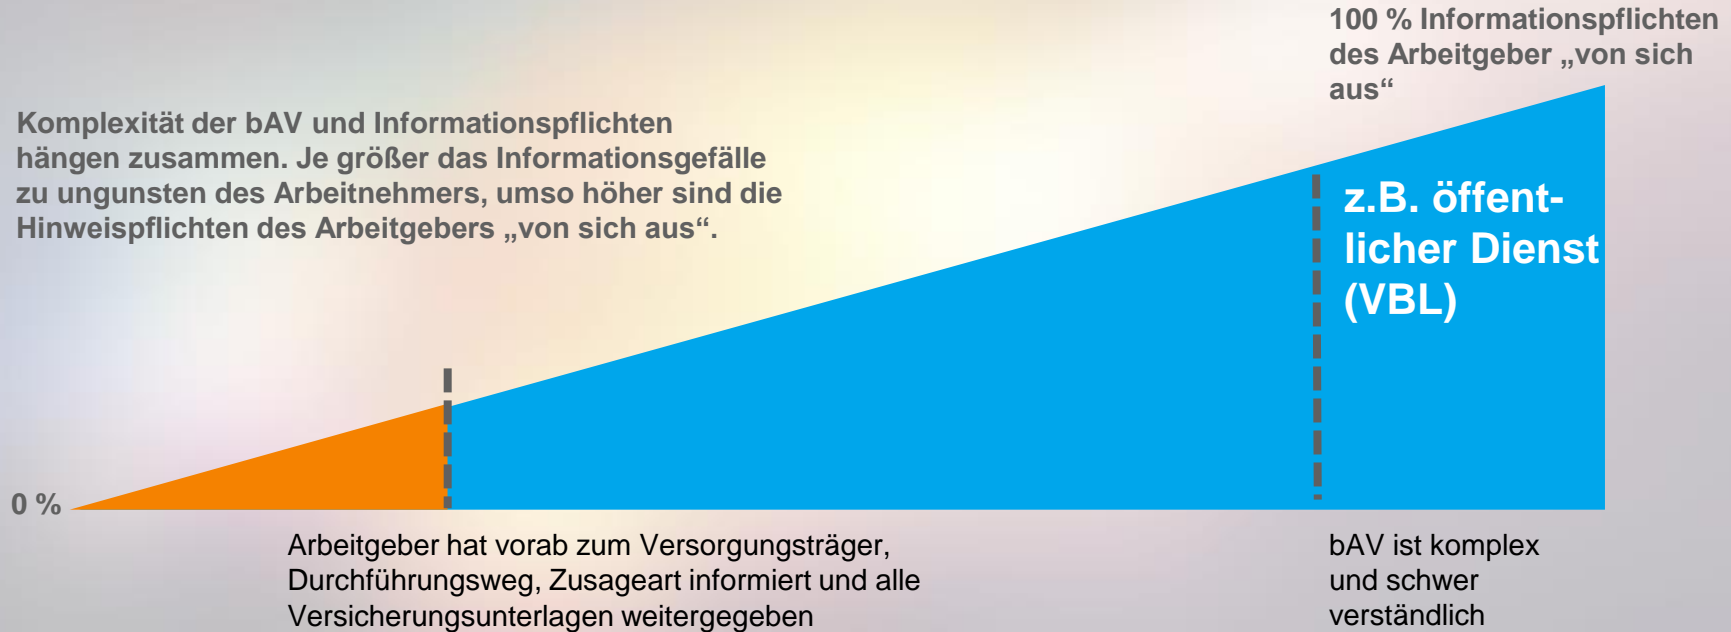 100 % Informationspflichten
des Arbeitgeber „von sich
aus“
Komplexität der bAV und Informationspflichten
hängen zusammen. Je größer das Informationsgefälle
zu ungunsten des Arbeitnehmers, umso höher sind die
Hinweispflichten des Arbeitgebers „von sich aus“.
z.B. öffent-
licher Dienst
(VBL)
0 %
Arbeitgeber hat vorab zum Versorgungsträger,
Durchführungsweg, Zusageart informiert und alle
Versicherungsunterlagen weitergegeben
bAV ist komplex
und schwer
verständlich